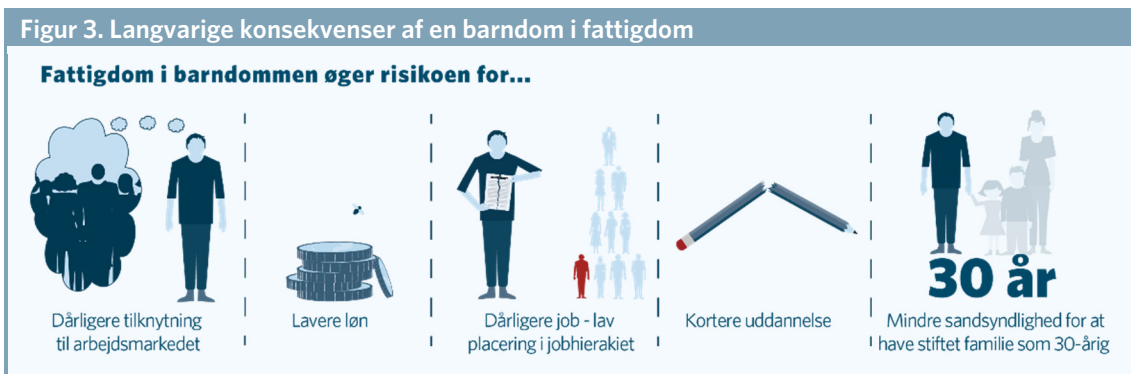 Figur 3. Langvarige konsekvenser af en barndom i fattigdom
Fattigdom i barndommen øger risikoen for...
Dårligere tilknytning
til arbejdsmarkedet
Lavere løn
Dårligere job - lav
placering i jobhierakiet
Kortere uddannelse
30 år
Mindre sandsyndlighed for at
have stiftet familie som 30-årig